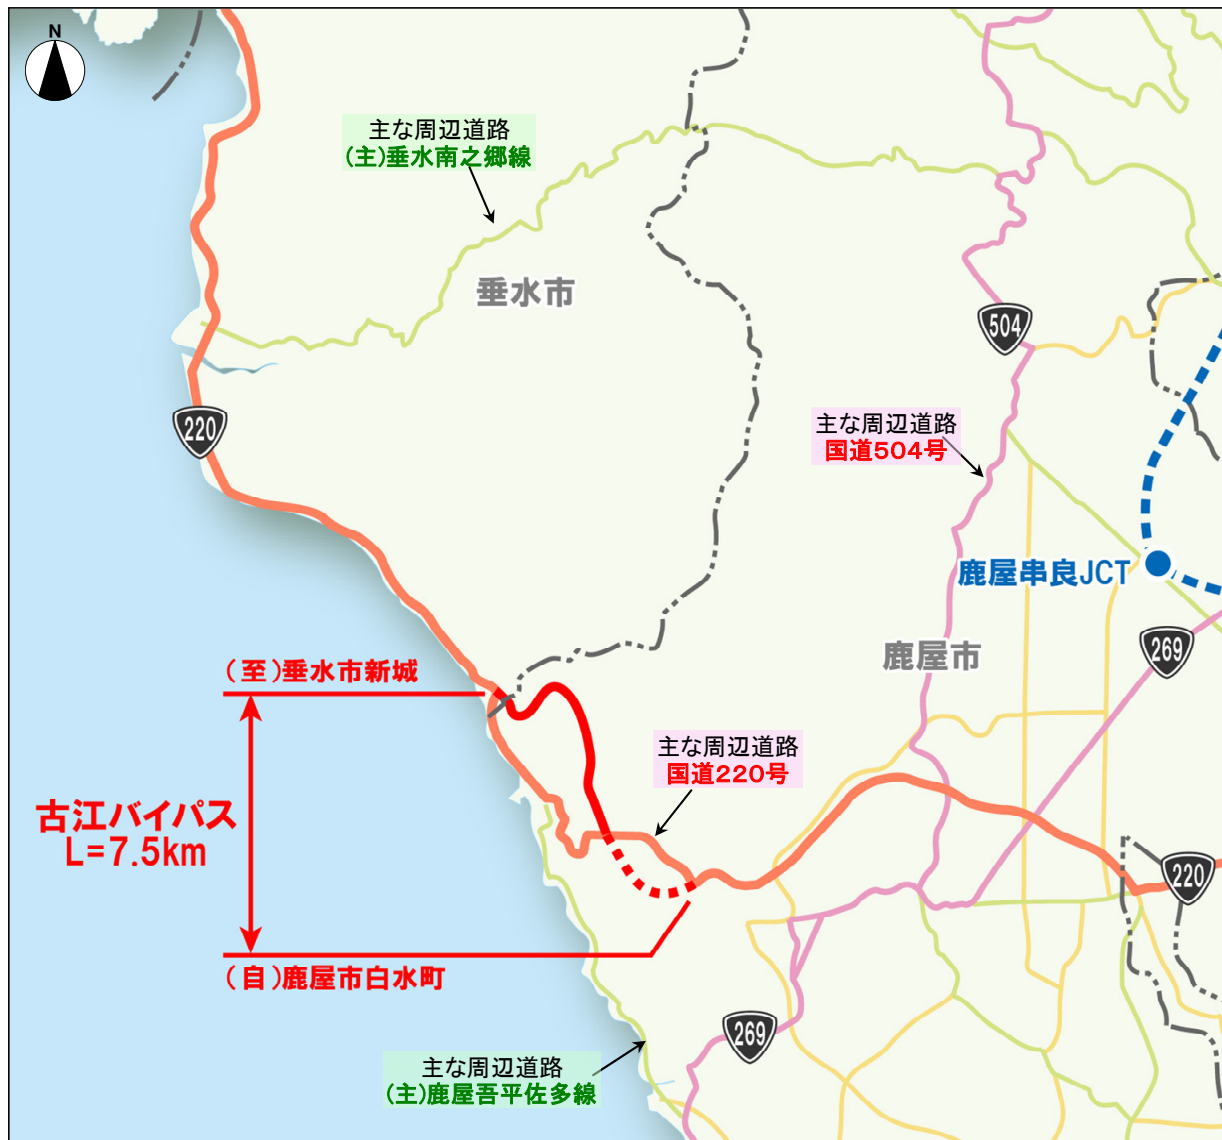 N
主な周辺道路
(主)垂水南之郷線
垂水市
504
220
主な周辺道路
国道504号
鹿屋串良JCT
269
鹿屋市
(至)垂水市新城
主な周辺道路
国道220号
古江バイパス
L=7.5km
220
(自)鹿屋市白水町
269
主な周辺道路
(主)鹿屋吾平佐多線